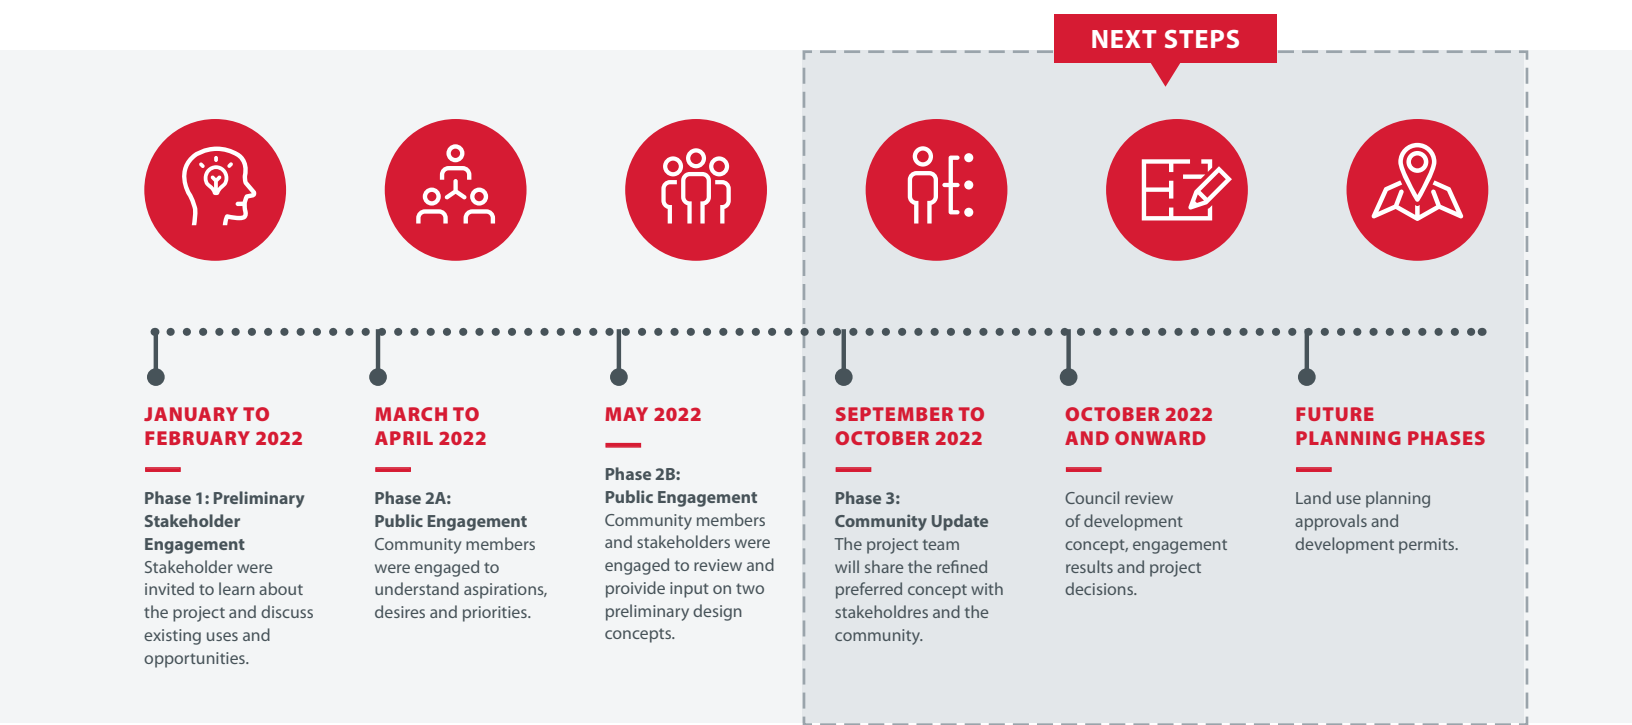 NEXT STEPS
JANUARY TO
FEBRUARY 2022
Phase 1: Preliminary
Stakeholder
Engagement
Stakeholder were
invited to learn about
the project and discuss
existing uses and
opportunities.
MARCH TO
APRIL 2022
Phase 2A:
Public Engagement
Community members
were engaged to
understand aspirations,
desires and priorities.
MAY 2022
Phase 2B:
Public Engagement
Community members
and stakeholders were
engaged to review and
proivide input on two
preliminary design
concepts.
SEPTEMBER TO
OCTOBER 2022
Phase 3:
Community Update
The project team
will share the refined
preferred concept with
stakeholdres and the
community.
OCTOBER 2022
AND ONWARD
Council review
of development
concept, engagement
results and project
decisions.
FUTURE
PLANNING PHASES
Land use planning
approvals and
development permits.